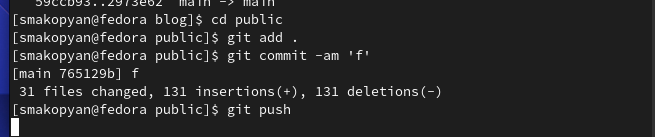 59ccb93..2973e62  main -> main
[smakopyan@fedora blog]$ cd public
[smakopyan@fedora public]$ git add .
[smakopyan@fedora public]$ git commit -am 'f'
[main 765129b] f
 31 files changed, 131 insertions(+), 131 deletions(-)
[smakopyan@fedora public]$ git push